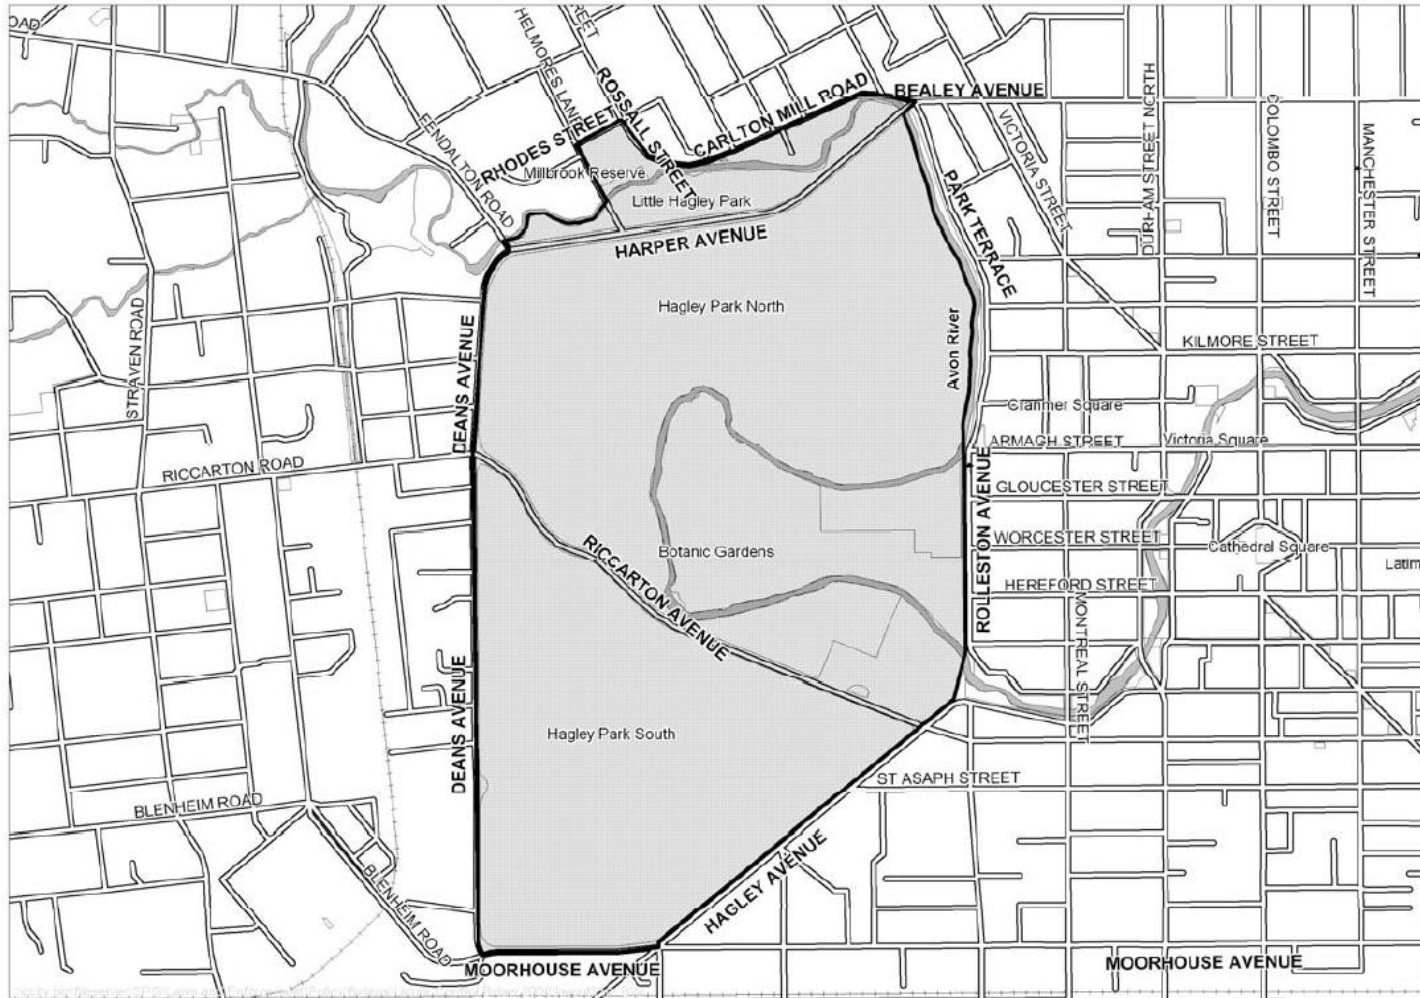 OAD
STREET
HELMORES LANE
ROSSALL STREET
CARLTON MILL ROAD
BEALEY AVENUE
FENDALTON ROAD
RHODES STREET
Millbrook Reserve
Little Hagley Park
HARPER AVENUE
VICTORIA STREET
PARK TERRACE
DURHAM STREET NORTH
COLOMBO STREET
MANCHESTER STREET
Hagley Park North
STRAVEN ROAD
DEANS AVENUE
Avon River
KILMORE STREET
Cranmer Square
ARMAGH STREET
Victoria Square
RICCARTON ROAD
GLOUCESTER STREET
ROLLESTON AVENUE
WORCESTER STREET
Cathedral Square
Botanic Gardens
RICCARTON AVENUE
Latim
HEREFORD STREET
MONTREAL STREET
DEANS AVENUE
Hagley Park South
ST ASAPH STREET
BLENHEIM ROAD
HAGLEY AVENUE
BLENHEIM ROAD
MOORHOUSE AVENUE
MOORHOUSE AVENUE